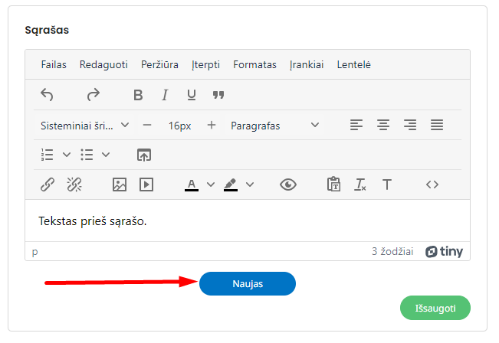 Sąrašas
Failas Redaguoti Peržiūra Įterpti Formatas Įrankiai Lentelė
B I U
Sisteminiai šri... 16px Paragrafas
A T
Tekstas prieš sąrašo.
p 3 žodžiai tiny
Naujas
Išsaugoti